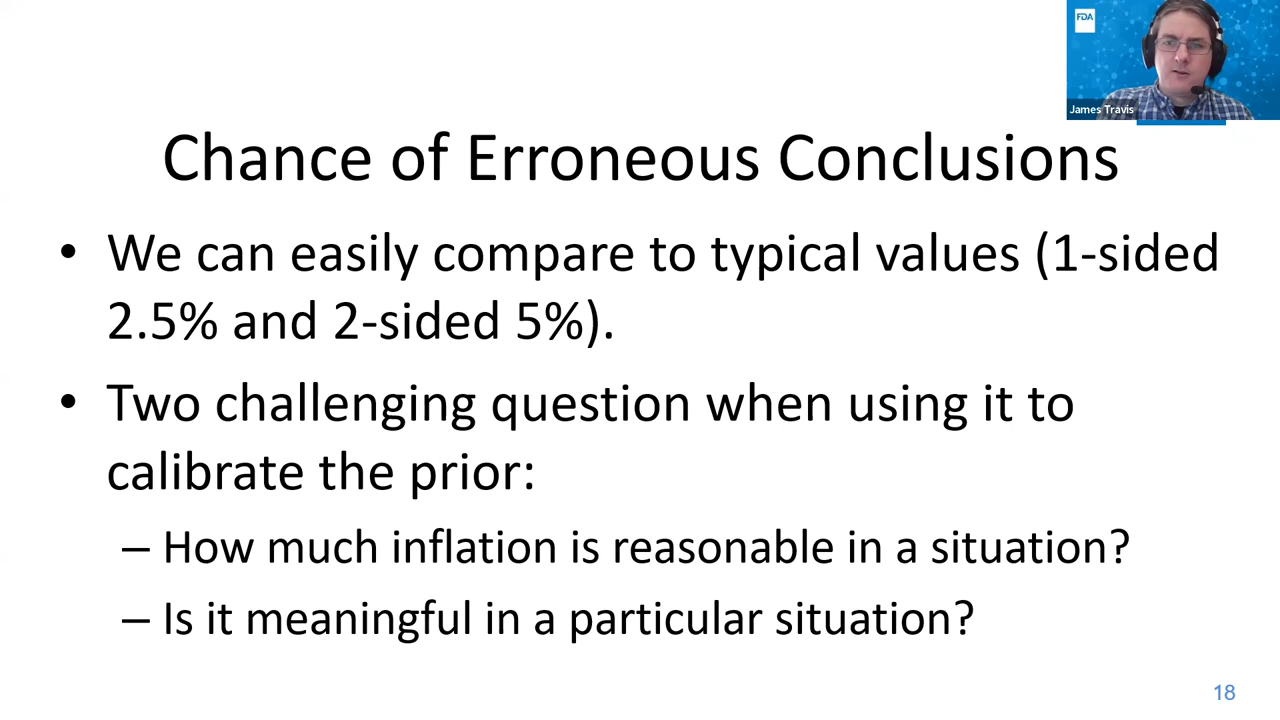 FDA
James Travis
Chance of Erroneous Conclusions
• We can easily compare to typical values (1-sided
2.5% and 2-sided 5%).
• Two challenging question when using it to
calibrate the prior:
– How much inflation is reasonable in a situation?
– Is it meaningful in a particular situation?
18